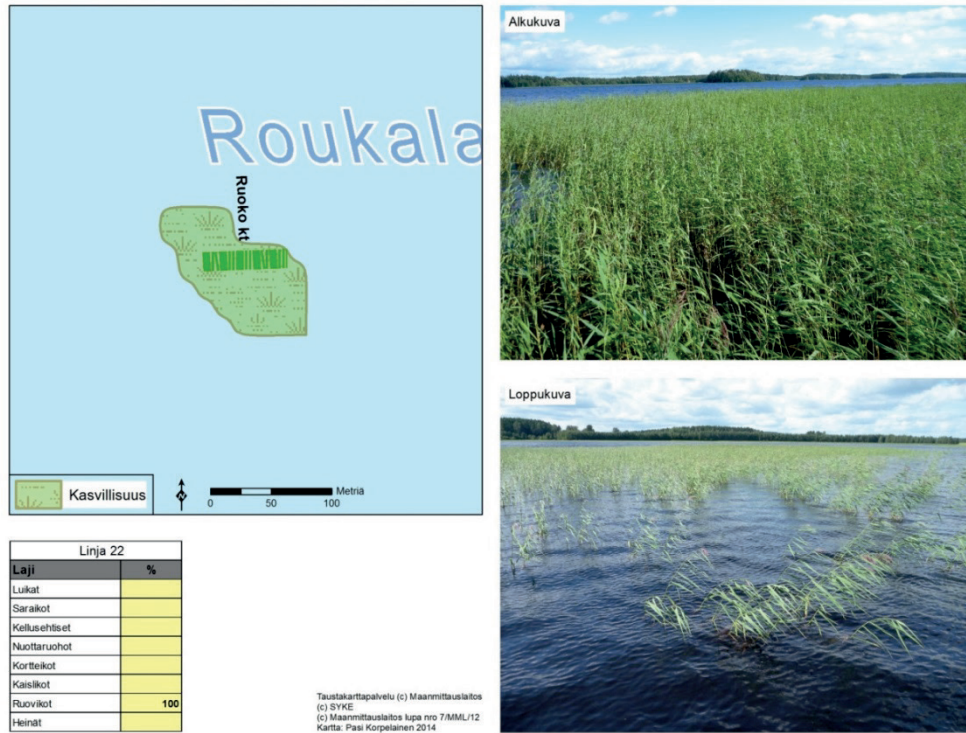 Roukala
Ruoko kt
Kasvillisuus
N
0 50 100
Metriä
Alkukuva
Loppukuva
Linja 22
Laji %
Luikat
Saraikot
Kellusehtiset
Nuottaruohot
Kortteikot
Kaislikot
Ruovikot 100
Heinät
Taustakarttapalvelu (c) Maanmittauslaitos
(c) SYKE
(c) Maanmittauslaitos lupa nro 7/MML/12
Kartta: Pasi Korpelainen 2014